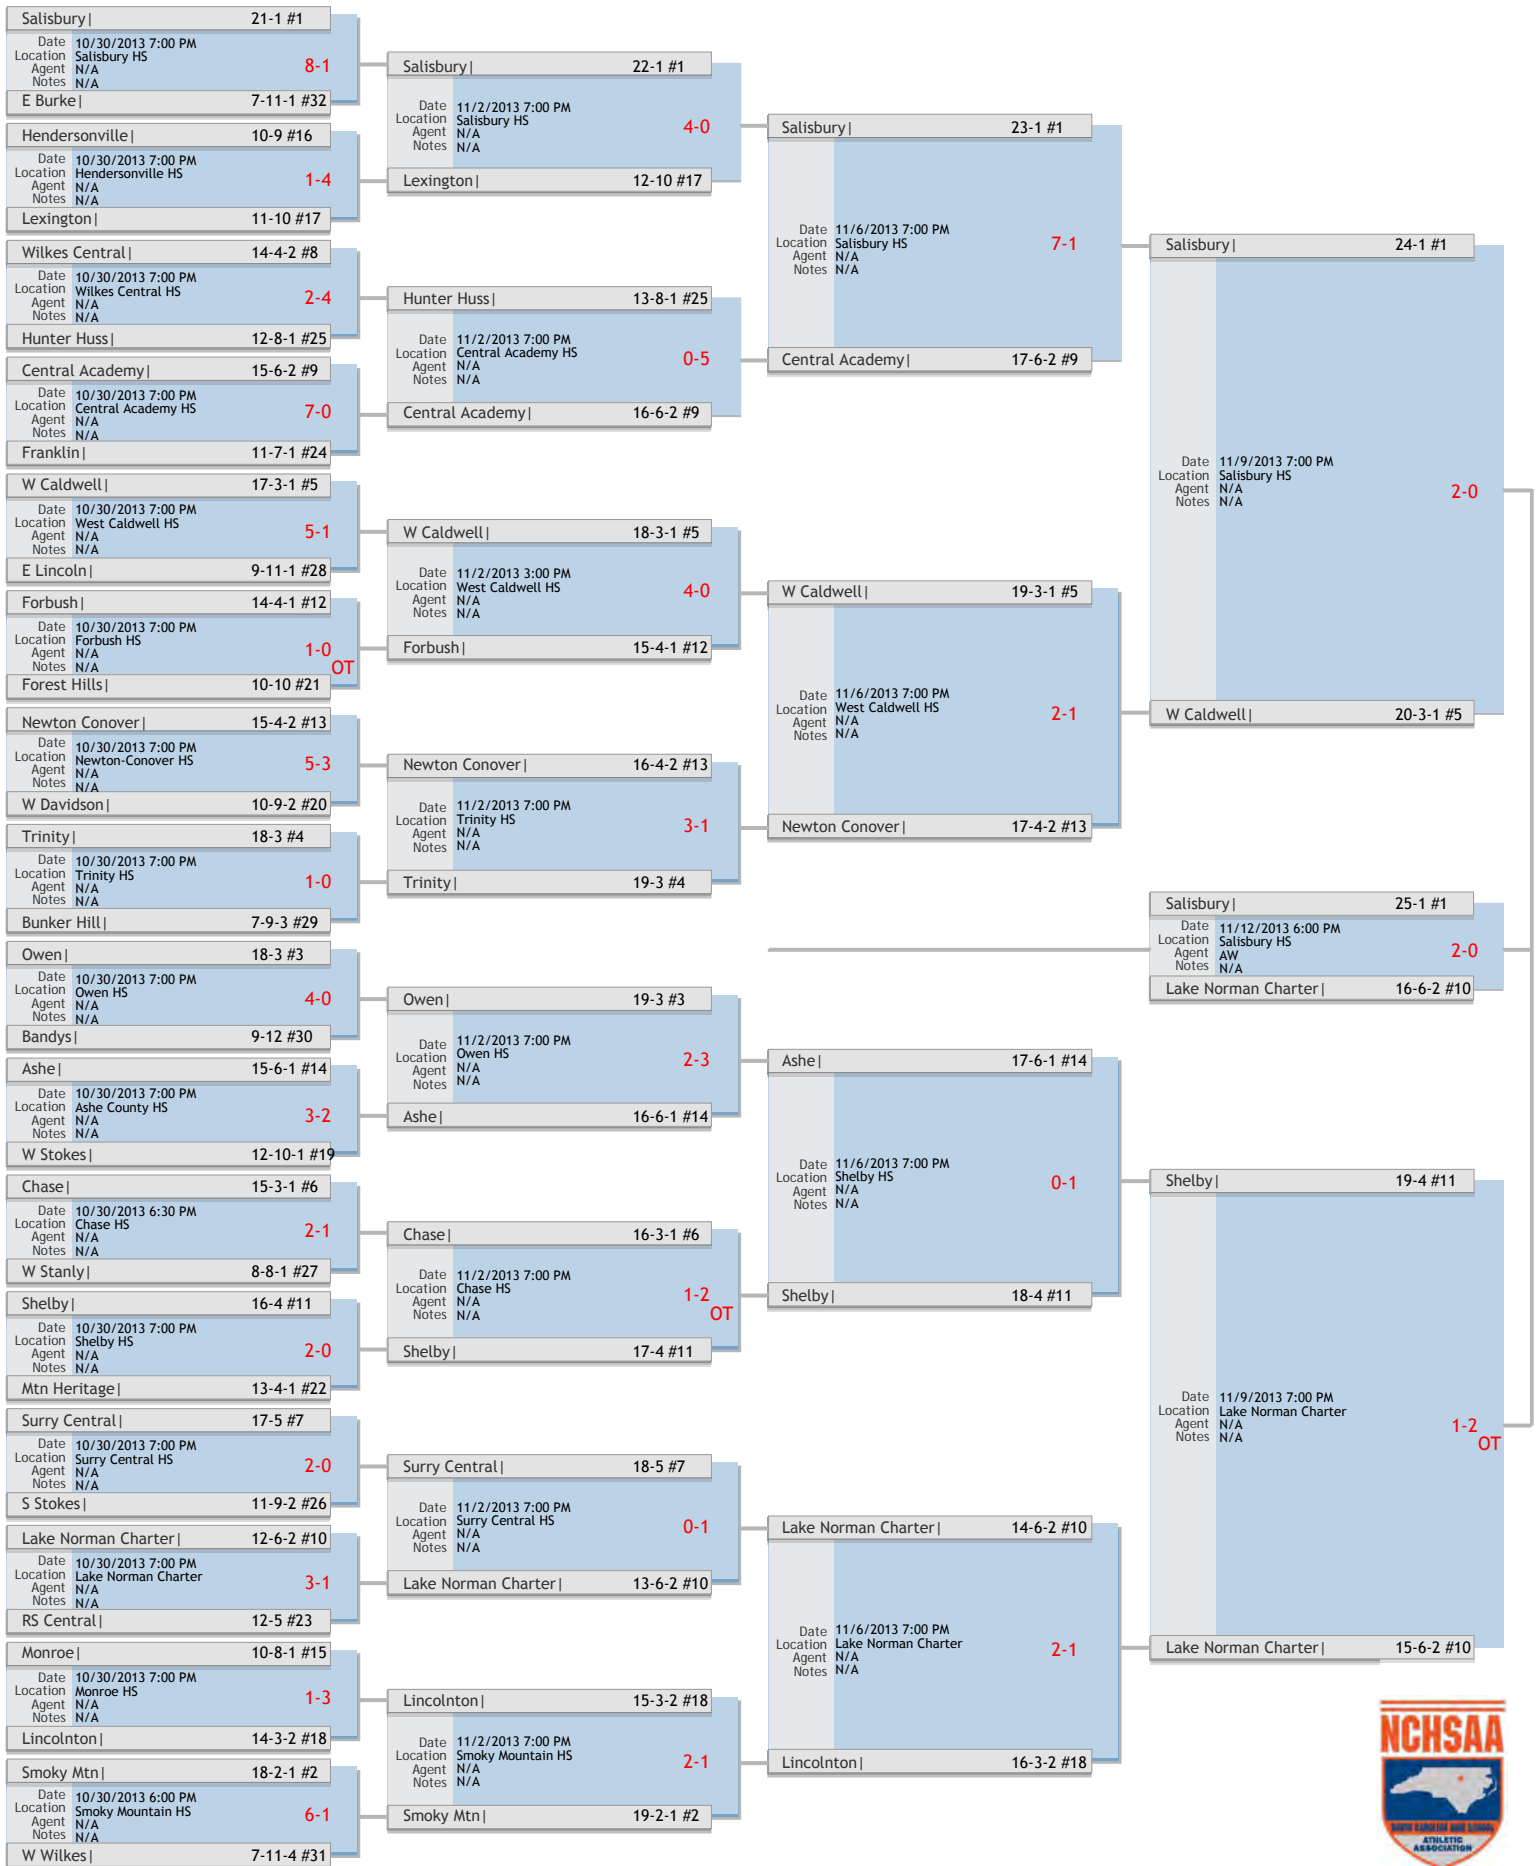 Salisbury| 21-1 #1
Date 10/30/2013 7:00 PM
Location Salisbury HS
Agent N/A
Notes N/A
8-1
E Burke| 7-11-1 #32
Hendersonville| 10-9 #16
Date 10/30/2013 7:00 PM
Location Hendersonville HS
Agent N/A
Notes N/A
1-4
Lexington| 11-10 #17
Wilkes Central| 14-4-2 #8
Date 10/30/2013 7:00 PM
Location Wilkes Central HS
Agent N/A
Notes N/A
2-4
Hunter Huss| 12-8-1 #25
Central Academy| 15-6-2 #9
Date 10/30/2013 7:00 PM
Location Central Academy HS
Agent N/A
Notes N/A
7-0
Franklin| 11-7-1 #24
W Caldwell| 17-3-1 #5
Date 10/30/2013 7:00 PM
Location West Caldwell HS
Agent N/A
Notes N/A
5-1
E Lincoln| 9-11-1 #28
Forbush| 14-4-1 #12
Date 10/30/2013 7:00 PM
Location Forbush HS
Agent N/A
Notes N/A
1-0
OT
Forest Hills| 10-10 #21
Newton Conover| 15-4-2 #13
Date 10/30/2013 7:00 PM
Location Newton-Conover HS
Agent N/A
Notes N/A
5-3
W Davidson| 10-9-2 #20
Trinity| 18-3 #4
Date 10/30/2013 7:00 PM
Location Trinity HS
Agent N/A
Notes N/A
1-0
Bunker Hill| 7-9-3 #29
Owen| 18-3 #3
Date 10/30/2013 7:00 PM
Location Owen HS
Agent N/A
Notes N/A
4-0
Bandys| 9-12 #30
Ashe| 15-6-1 #14
Date 10/30/2013 7:00 PM
Location Ashe County HS
Agent N/A
Notes N/A
3-2
W Stokes| 12-10-1 #19
Chase| 15-3-1 #6
Date 10/30/2013 6:30 PM
Location Chase HS
Agent N/A
Notes N/A
2-1
W Stanly| 8-8-1 #27
Shelby| 16-4 #11
Date 10/30/2013 7:00 PM
Location Shelby HS
Agent N/A
Notes N/A
2-0
Mtn Heritage| 13-4-1 #22
Surry Central| 17-5 #7
Date 10/30/2013 7:00 PM
Location Surry Central HS
Agent N/A
Notes N/A
2-0
S Stokes| 11-9-2 #26
Lake Norman Charter| 12-6-2 #10
Date 10/30/2013 7:00 PM
Location Lake Norman Charter
Agent N/A
Notes N/A
3-1
RS Central| 12-5 #23
Monroe| 10-8-1 #15
Date 10/30/2013 7:00 PM
Location Monroe HS
Agent N/A
Notes N/A
1-3
Lincolnton| 14-3-2 #18
Smoky Mtn| 18-2-1 #2
Date 10/30/2013 6:00 PM
Location Smoky Mountain HS
Agent N/A
Notes N/A
6-1
W Wilkes| 7-11-4 #31
Salisbury| 22-1 #1
Date 11/2/2013 7:00 PM
Location Salisbury HS
Agent N/A
Notes N/A
4-0
Lexington| 12-10 #17
Hunter Huss| 13-8-1 #25
Date 11/2/2013 7:00 PM
Location Central Academy HS
Agent N/A
Notes N/A
0-5
Central Academy| 16-6-2 #9
W Caldwell| 18-3-1 #5
Date 11/2/2013 3:00 PM
Location West Caldwell HS
Agent N/A
Notes N/A
4-0
Forbush| 15-4-1 #12
Newton Conover| 16-4-2 #13
Date 11/2/2013 7:00 PM
Location Trinity HS
Agent N/A
Notes N/A
3-1
Trinity| 19-3 #4
Owen| 19-3 #3
Date 11/2/2013 7:00 PM
Location Owen HS
Agent N/A
Notes N/A
2-3
Ashe| 16-6-1 #14
Chase| 16-3-1 #6
Date 11/2/2013 7:00 PM
Location Chase HS
Agent N/A
Notes N/A
1-2
OT
Shelby| 17-4 #11
Surry Central| 18-5 #7
Date 11/2/2013 7:00 PM
Location Surry Central HS
Agent N/A
Notes N/A
0-1
Lake Norman Charter| 13-6-2 #10
Lincolnton| 15-3-2 #18
Date 11/2/2013 7:00 PM
Location Smoky Mountain HS
Agent N/A
Notes N/A
2-1
Smoky Mtn| 19-2-1 #2
Salisbury| 23-1 #1
Date 11/6/2013 7:00 PM
Location Salisbury HS
Agent N/A
Notes N/A
7-1
Central Academy| 17-6-2 #9
W Caldwell| 19-3-1 #5
Date 11/6/2013 7:00 PM
Location West Caldwell HS
Agent N/A
Notes N/A
2-1
Newton Conover| 17-4-2 #13
Ashe| 17-6-1 #14
Date 11/6/2013 7:00 PM
Location Shelby HS
Agent N/A
Notes N/A
0-1
Shelby| 18-4 #11
Lake Norman Charter| 14-6-2 #10
Date 11/6/2013 7:00 PM
Location Lake Norman Charter
Agent N/A
Notes N/A
2-1
Lincolnton| 16-3-2 #18
Salisbury| 24-1 #1
Date 11/9/2013 7:00 PM
Location Salisbury HS
Agent N/A
Notes N/A
2-0
W Caldwell| 20-3-1 #5
Salisbury| 25-1 #1
Date 11/12/2013 6:00 PM
Location Salisbury HS
Agent AW
Notes N/A
2-0
Lake Norman Charter| 16-6-2 #10
Shelby| 19-4 #11
Date 11/9/2013 7:00 PM
Location Lake Norman Charter
Agent N/A
Notes N/A
1-2
OT
Lake Norman Charter| 15-6-2 #10
NCHSAA
NORTH CAROLINA HIGH SCHOOL
ATHLETIC
ASSOCIATION